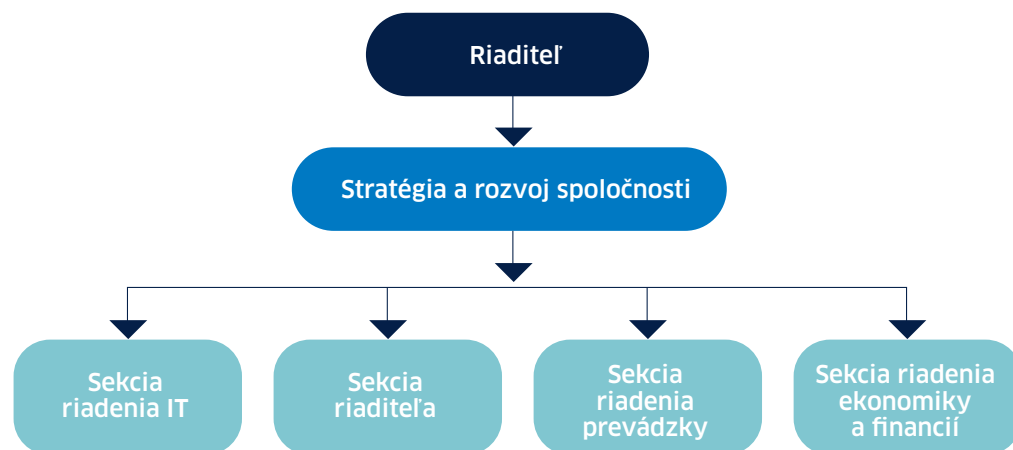 Riaditeľ
Stratégia a rozvoj spoločnosti
Sekcia
riadenia IT
Sekcia
riaditeľa
Sekcia
riadenia
prevádzky
Sekcia riadenia
ekonomiky
a financií